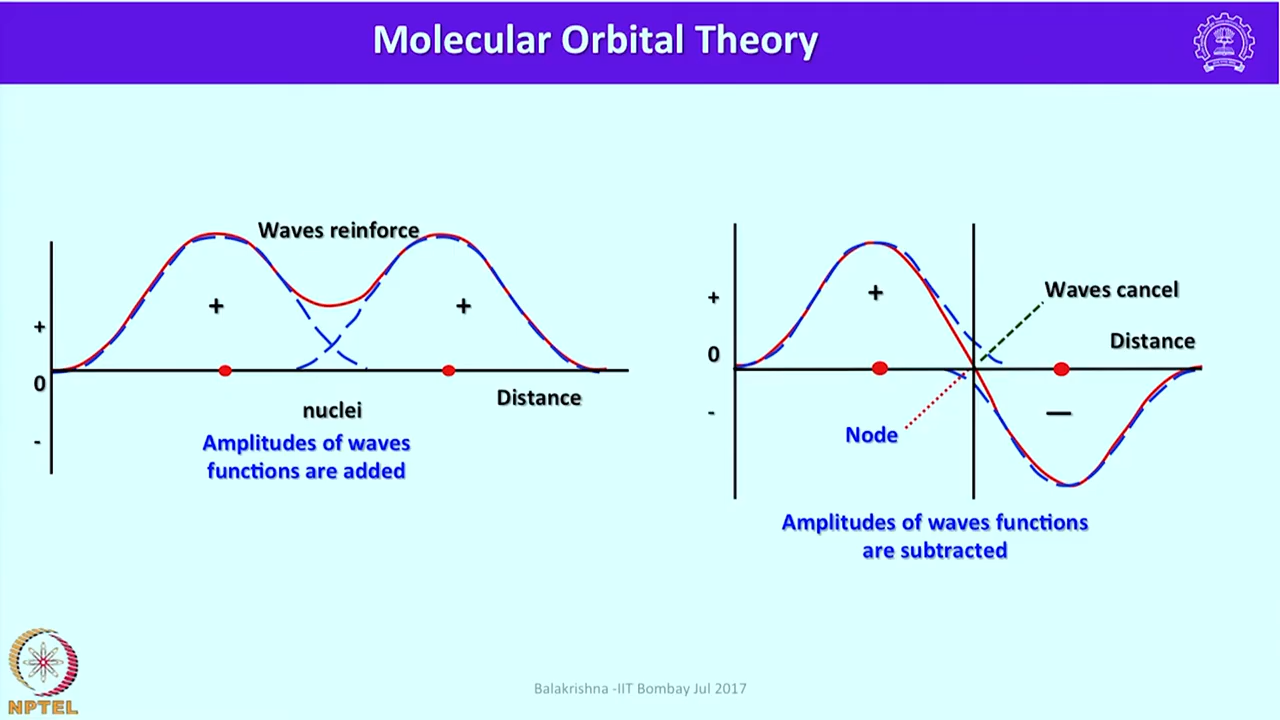 Molecular Orbital Theory
Waves reinforce
+
+
+
0
-
nuclei
Distance
Amplitudes of waves
functions are added
+
0
-
+
Waves cancel
Distance
—
Node
Amplitudes of waves functions
are subtracted
NPTEL
Balakrishna -IIT Bombay Jul 2017